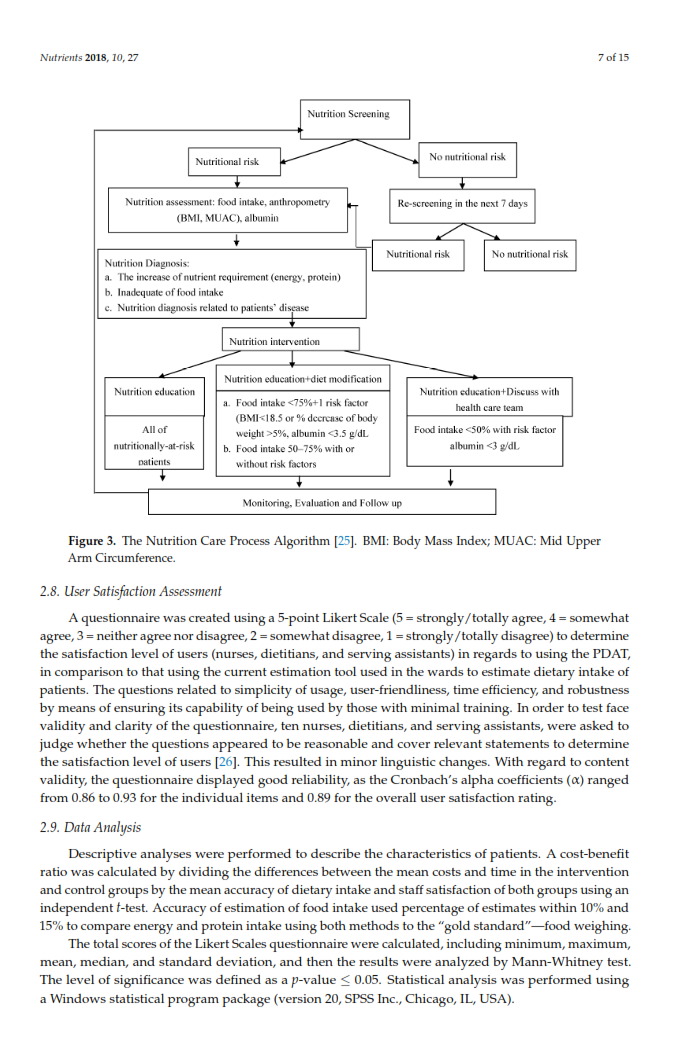 Nutrients 2018, 10, 27
7 of 15
Nutrition Screening
Nutritional risk
No nutritional risk
Nutrition assessment: food intake, anthropometry
(BMI, MUAC), albumin
Re-screening in the next 7 days
Nutritional risk
No nutritional risk
Nutrition Diagnosis:
a. The increase of nutrient requirement (energy, protein)
b. Inadequate of food intake
c. Nutrition diagnosis related to patients' disease
Nutrition intervention
Nutrition education
All of
nutritionally-at-risk
patients
Nutrition education+diet modification
a. Food intake <75%+1 risk factor
(BMI<18.5 or % decrease of body
weight >5%, albumin <3.5 g/dL
b. Food intake 50–75% with or
without risk factors
Nutrition education+Discuss with
health care team
Food intake <50% with risk factor
albumin <3 g/dL
Monitoring, Evaluation and Follow up
Figure 3. The Nutrition Care Process Algorithm [25]. BMI: Body Mass Index; MUAC: Mid Upper
Arm Circumference.
2.8. User Satisfaction Assessment
A questionnaire was created using a 5-point Likert Scale (5 = strongly/totally agree, 4 = somewhat
agree, 3 = neither agree nor disagree, 2 = somewhat disagree, 1 = strongly/totally disagree) to determine
the satisfaction level of users (nurses, dietitians, and serving assistants) in regards to using the PDAT,
in comparison to that using the current estimation tool used in the wards to estimate dietary intake of
patients. The questions related to simplicity of usage, user-friendliness, time efficiency, and robustness
by means of ensuring its capability of being used by those with minimal training. In order to test face
validity and clarity of the questionnaire, ten nurses, dietitians, and serving assistants, were asked to
judge whether the questions appeared to be reasonable and cover relevant statements to determine
the satisfaction level of users [26]. This resulted in minor linguistic changes. With regard to content
validity, the questionnaire displayed good reliability, as the Cronbach's alpha coefficients (α) ranged
from 0.86 to 0.93 for the individual items and 0.89 for the overall user satisfaction rating.
2.9. Data Analysis
Descriptive analyses were performed to describe the characteristics of patients. A cost-benefit
ratio was calculated by dividing the differences between the mean costs and time in the intervention
and control groups by the mean accuracy of dietary intake and staff satisfaction of both groups using an
independent t-test. Accuracy of estimation of food intake used percentage of estimates within 10% and
15% to compare energy and protein intake using both methods to the "gold standard"—food weighing.
The total scores of the Likert Scales questionnaire were calculated, including minimum, maximum,
mean, median, and standard deviation, and then the results were analyzed by Mann-Whitney test.
The level of significance was defined as a p-value ≤ 0.05. Statistical analysis was performed using
a Windows statistical program package (version 20, SPSS Inc., Chicago, IL, USA).